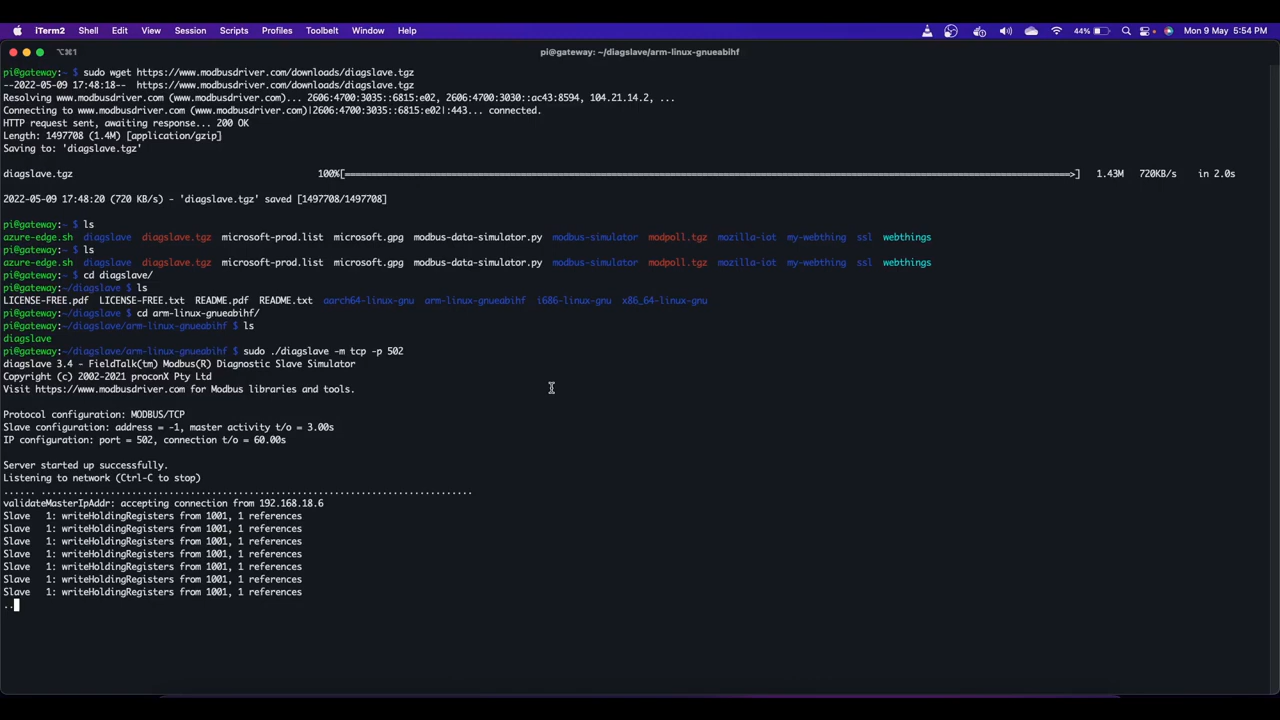 iTerm2 Shell Edit View Session Scripts Profiles Toolbelt Window Help 44% Mon 9 May 5:54 PM
⌥⌘1 pi@gateway: ~/diagslave/arm-linux-gnueabihf
pi@gateway:~ $ sudo wget https://www.modbusdriver.com/downloads/diagslave.tgz
--2022-05-09 17:48:18-- https://www.modbusdriver.com/downloads/diagslave.tgz
Resolving www.modbusdriver.com (www.modbusdriver.com)... 2606:4700:3035::6815:e02, 2606:4700:3030::ac43:8594, 104.21.14.2, ...
Connecting to www.modbusdriver.com (www.modbusdriver.com)|2606:4700:3035::6815:e02|:443... connected.
HTTP request sent, awaiting response... 200 OK
Length: 1497708 (1.4M) [application/gzip]
Saving to: 'diagslave.tgz'
diagslave.tgz 100%[=====================================================================>] 1.43M 720KB/s in 2.0s
2022-05-09 17:48:20 (720 KB/s) - 'diagslave.tgz' saved [1497708/1497708]
pi@gateway:~ $ ls
azure-edge.sh diagslave diagslave.tgz microsoft-prod.list microsoft.gpg modbus-data-simulator.py modbus-simulator modpoll.tgz mozilla-iot my-webthing ssl webthings
pi@gateway:~ $ ls
azure-edge.sh diagslave diagslave.tgz microsoft-prod.list microsoft.gpg modbus-data-simulator.py modbus-simulator modpoll.tgz mozilla-iot my-webthing ssl webthings
pi@gateway:~ $ cd diagslave/
pi@gateway:~/diagslave $ ls
LICENSE-FREE.pdf LICENSE-FREE.txt README.pdf README.txt aarch64-linux-gnu arm-linux-gnueabihf i686-linux-gnu x86_64-linux-gnu
pi@gateway:~/diagslave $ cd arm-linux-gnueabihf/
pi@gateway:~/diagslave/arm-linux-gnueabihf $ ls
diagslave
pi@gateway:~/diagslave/arm-linux-gnueabihf $ sudo ./diagslave -m tcp -p 502
diagslave 3.4 - FieldTalk(tm) Modbus(R) Diagnostic Slave Simulator
Copyright (c) 2002-2021 proconX Pty Ltd
Visit https://www.modbusdriver.com for Modbus libraries and tools.
Protocol configuration: MODBUS/TCP
Slave configuration: address = -1, master activity t/o = 3.00s
IP configuration: port = 502, connection t/o = 60.00s
Server started up successfully.
Listening to network (Ctrl-C to stop)
...... .......................................................................
validateMasterIpAddr: accepting connection from 192.168.18.6
Slave 1: writeHoldingRegisters from 1001, 1 references
Slave 1: writeHoldingRegisters from 1001, 1 references
Slave 1: writeHoldingRegisters from 1001, 1 references
Slave 1: writeHoldingRegisters from 1001, 1 references
Slave 1: writeHoldingRegisters from 1001, 1 references
Slave 1: writeHoldingRegisters from 1001, 1 references
Slave 1: writeHoldingRegisters from 1001, 1 references
..